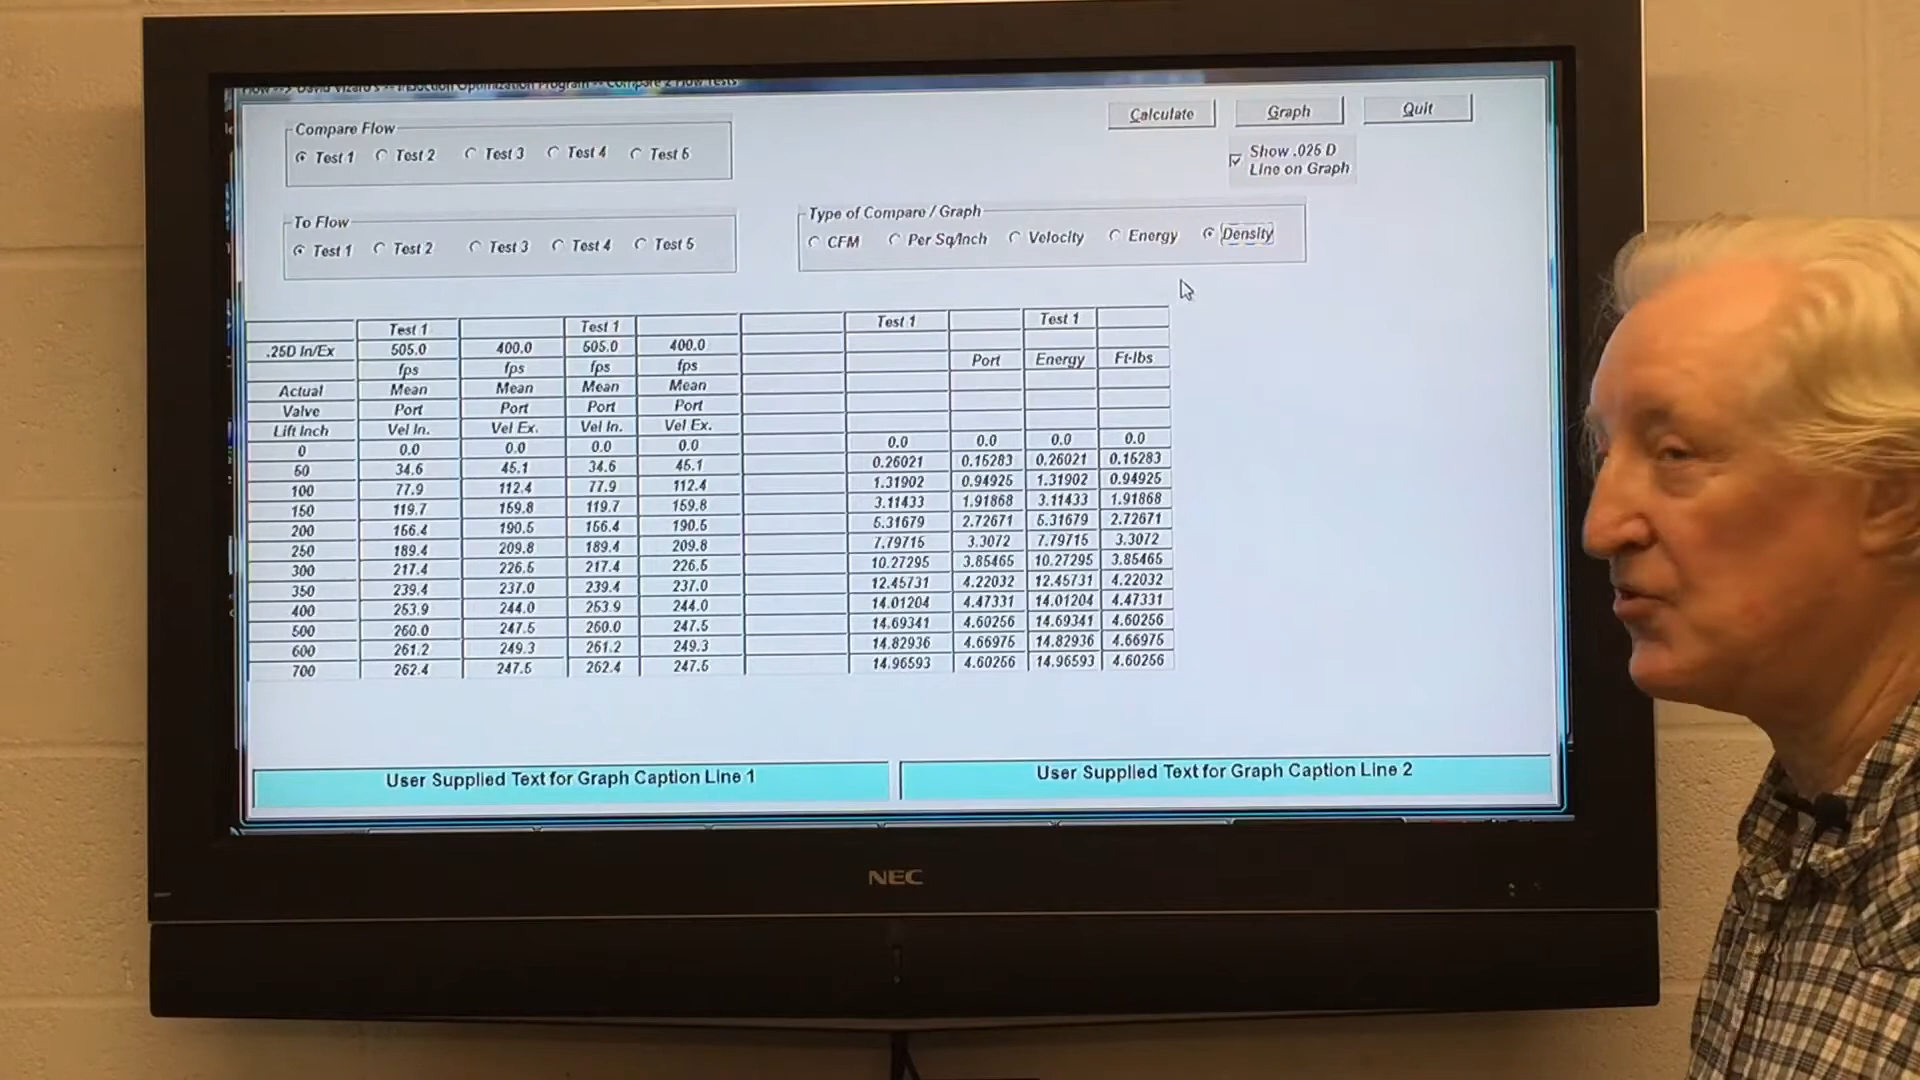 Flow --> David Vizard's -- Induction Optimization Program -- Compare 2 Flow Tests
Calculate Graph Quit
Compare Flow
Test 1 Test 2 Test 3 Test 4 Test 5
Show .025 D
Line on Graph
To Flow
Test 1 Test 2 Test 3 Test 4 Test 5
Type of Compare / Graph
CFM Per Sq/Inch Velocity Energy Density
Test 1 Test 1 Test 1 Test 1
.25D In/Ex 505.0 400.0 505.0 400.0
fps fps fps fps Port Energy Ft-lbs
Actual Mean Mean Mean Mean
Valve Port Port Port Port
Lift Inch Vel In. Vel Ex. Vel In. Vel Ex.
0 0.0 0.0 0.0 0.0 0.0 0.0 0.0 0.0
50 34.6 45.1 34.6 45.1 0.26021 0.15283 0.26021 0.15283
100 77.9 112.4 77.9 112.4 1.31902 0.94925 1.31902 0.94925
150 119.7 159.8 119.7 159.8 3.11433 1.91868 3.11433 1.91868
200 156.4 190.5 156.4 190.5 5.31679 2.72671 5.31679 2.72671
250 189.4 209.8 189.4 209.8 7.79715 3.3072 7.79715 3.3072
300 217.4 226.5 217.4 226.5 10.27295 3.85465 10.27295 3.85465
350 239.4 237.0 239.4 237.0 12.45731 4.22032 12.45731 4.22032
400 253.9 244.0 253.9 244.0 14.01204 4.47331 14.01204 4.47331
500 260.0 247.5 260.0 247.5 14.69341 4.60256 14.69341 4.60256
600 261.2 249.3 261.2 249.3 14.82936 4.66975 14.82936 4.66975
700 262.4 247.5 262.4 247.5 14.96593 4.60256 14.96593 4.60256
User Supplied Text for Graph Caption Line 1
User Supplied Text for Graph Caption Line 2
NEC